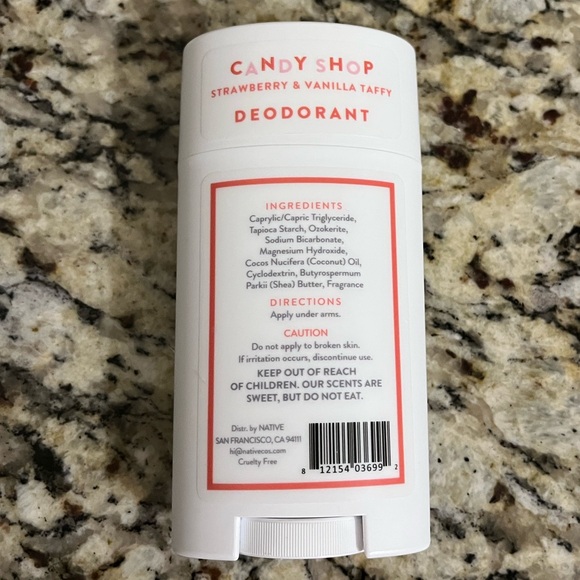 CANDY SHOP
STRAWBERRY & VANILLA TAFFY
DEODORANT
INGREDIENTS
Caprylic/Capric Triglyceride,
Tapioca Starch, Ozokerite,
Sodium Bicarbonate,
Magnesium Hydroxide,
Cocos Nucifera (Coconut) Oil,
Cyclodextrin, Butyrospermum
Parkii (Shea) Butter, Fragrance
DIRECTIONS
Apply under arms.
CAUTION
Do not apply to broken skin.
If irritation occurs, discontinue use.
KEEP OUT OF REACH
OF CHILDREN. OUR SCENTS ARE
SWEET, BUT DO NOT EAT.
Distr. by NATIVE
SAN FRANCISCO, CA 94111
hi@nativecos.com
Cruelty Free
8 12154 03699 2